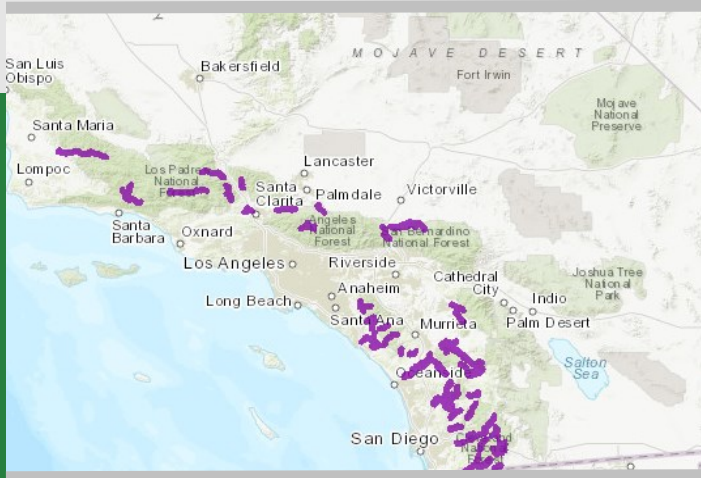 MOJAVE DESERT
San Luis
Obispo
Bakersfield
Fort Irwin
Mojave
National
Preserve
Santa Maria
Lompoc
Los Padres
National
Forest
Lancaster
Santa
Clarita
Palmdale
Victorville
Santa
Barbara
Oxnard
Angeles
National
Forest
San Bernardino
National Forest
Los Angeles
Riverside
Cathedral
City
Joshua Tree
National
Park
Long Beach
Anaheim
Indio
Santa Ana
Murrieta
Palm Desert
Oceanside
Salton
Sea
San Diego